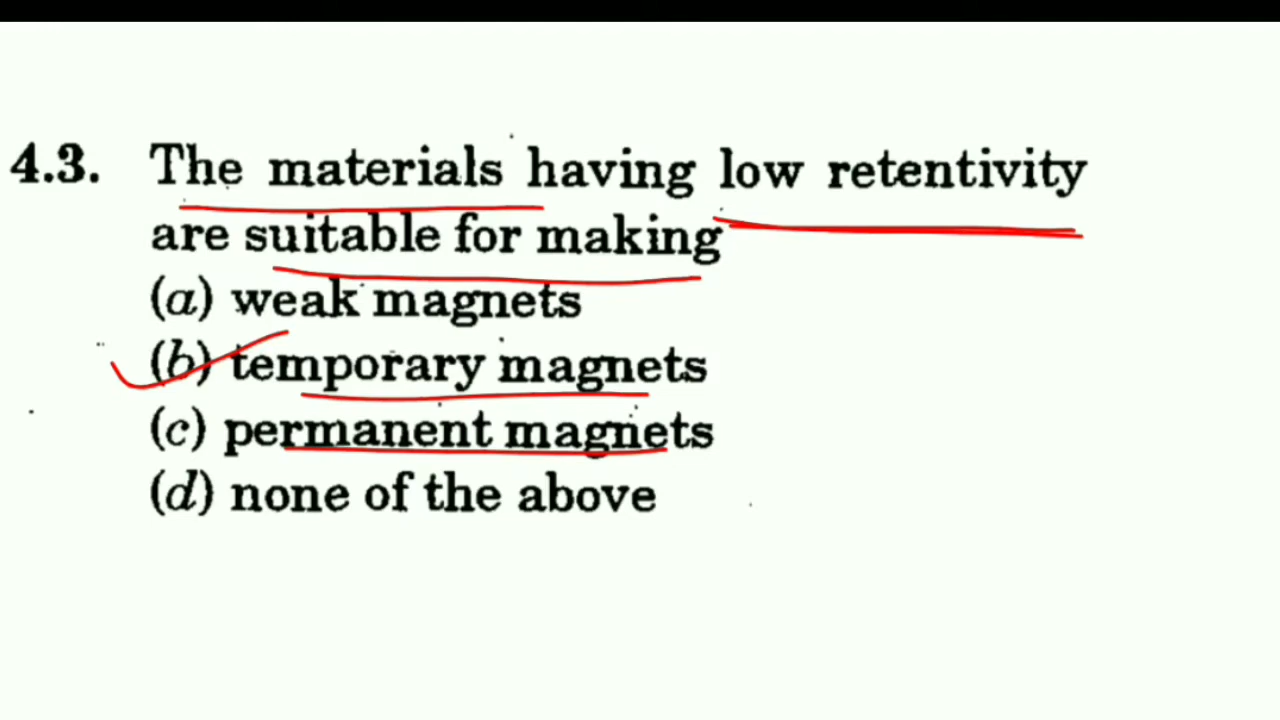 4.3. The materials having low retentivity
are suitable for making
(a) weak magnets
(b) temporary magnets
(c) permanent magnets
(d) none of the above